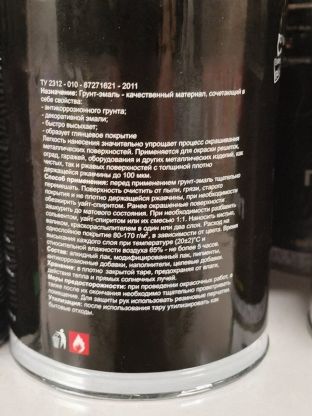 ТУ 2312 - 010 - 67271621 - 2011
Назначение: Грунт-эмаль - качественный материал, сочетающий в
себе свойства:
- антикоррозионного грунта;
- декоративной эмали;
- быстро высыхает;
- образует глянцевое покрытие
Легкость нанесения значительно упрощает процесс окрашивания
металлических поверхностей. Применяется для окраски решеток,
оград, гаражей, оборудования и других металлических изделий, как
чистых, так и ржавых поверхностей с толщиной плотно
держащейся ржавчины до 100 мкм.
Способ применения: перед применением грунт-эмаль тщательно
перемешать. Поверхность очистить от пыли, грязи, старого
покрытия и не плотно держащейся ржавчины, при необходимости
обезжирить уайт-спиритом. Ранее окрашенные поверхности
зашкурить до матового состояния. При необходимости разбавить
сольвентом, уайт-спиритом или их смесью 1:1. Наносить кистью,
валиком, краскораспылителем в один или два слоя. Расход на
однослойное покрытие 80-170 г/м², в зависимости от цвета. Время
высыхания каждого слоя при температуре (20±2)°С и
относительной влажности воздуха 65% - не более 5 часов.
Состав: алкидный лак, модифицированный лак, пигменты,
антикоррозионные добавки, наполнители, целевые добавки.
Хранение: в плотно закрытой таре, предохраняя от влаги,
действия тепла и прямых солнечных лучей.
Меры предосторожности: при проведении окрасочных работ, а
также после их окончания необходимо тщательно проветрить
помещение. Для защиты рук использовать резиновые перчатки.
Утилизация: после использования тару утилизировать как
бытовые отходы.